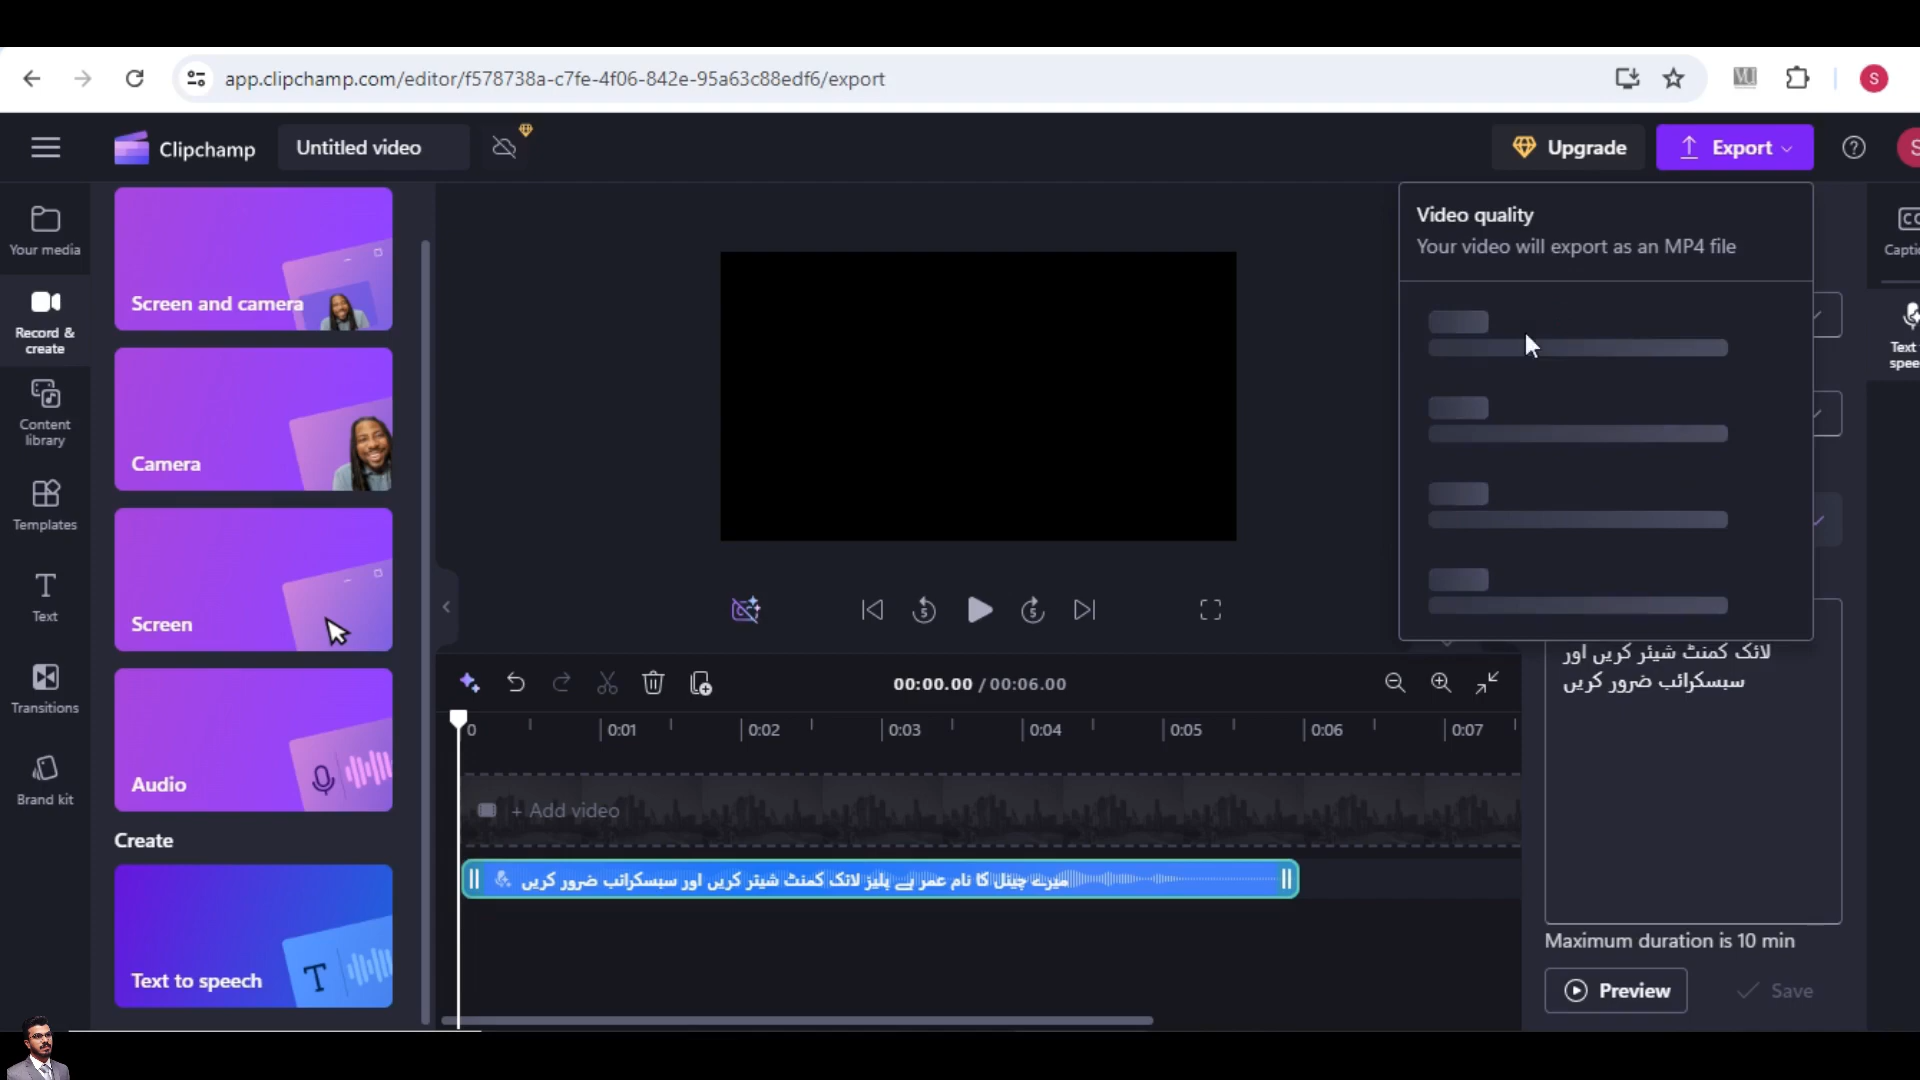 app.clipchamp.com/editor/f578738a-c7fe-4f06-842e-95a63c88edf6/export
S
Clipchamp
Untitled video
Upgrade
Export
S
Your media
Record &
create
Content
library
Templates
Text
Transitions
Brand kit
Screen and camera
Camera
Screen
Audio
Create
Text to speech
Video quality
Your video will export as an MP4 file
Captio
Text
spee
5
5
00:00.00 / 00:06.00
0
0:01
0:02
0:03
0:04
0:05
0:06
0:07
+ Add video
میرے چینل کا نام عمر ہے پلیز لائک کمنٹ شیئر کریں اور سبسکرائب ضرور کریں
لائک کمنٹ شیئر کریں اور
سبسکرائب ضرور کریں
Maximum duration is 10 min
Preview
Save